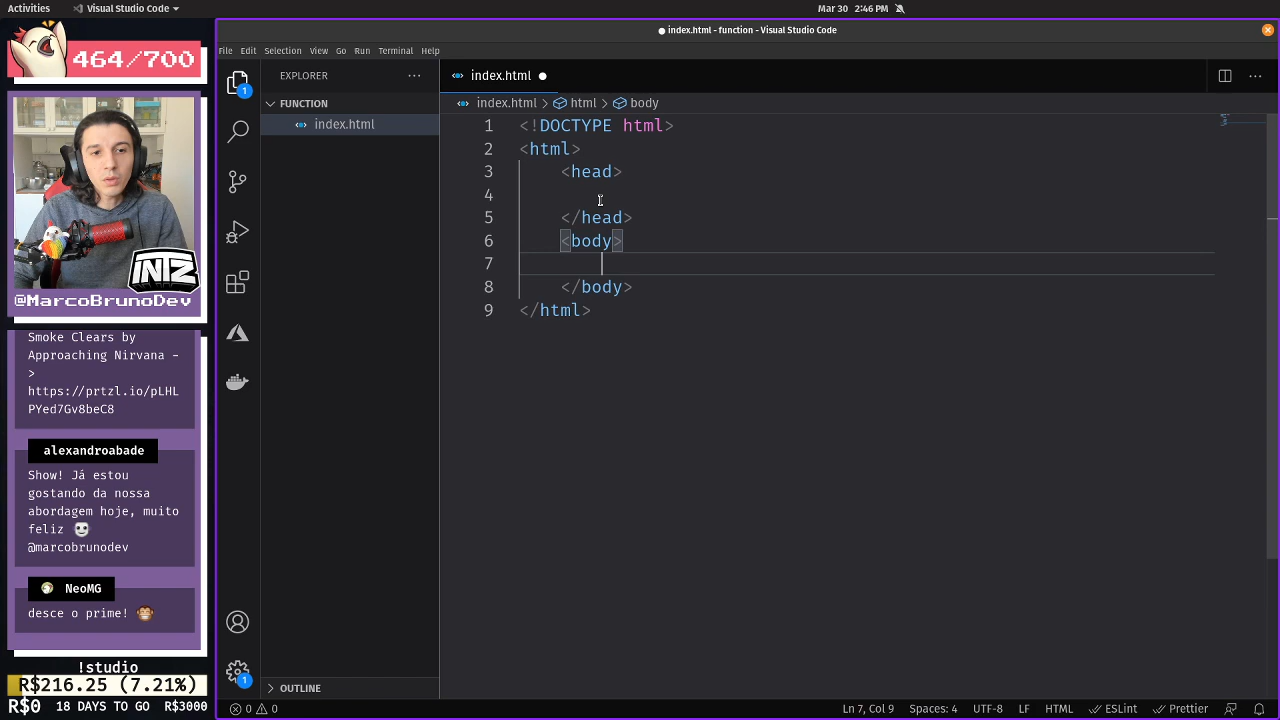 Activities
Visual Studio Code
Mar 30 2:46 PM
464/700
INTZ
@MarcoBrunoDev
Smoke Clears by
Approaching Nirvana -
>
https://prtzl.io/pLHL
PYed7Gv8beC8
alexandroabade
Show! Já estou
gostando da nossa
abordagem hoje, muito
feliz
@marcobrunodev
NeoMG
desce o prime!
!studio
R$216.25 (7.21%)
R$0 18 DAYS TO GO R$3000
● index.html - function - Visual Studio Code
File Edit Selection View Go Run Terminal Help
EXPLORER
FUNCTION
index.html
OUTLINE
1
1
index.html
index.html > html > body
1 <!DOCTYPE html>
2 <html>
3 <head>
4
5 </head>
6 <body>
7
8 </body>
9 </html>
0 0 Ln 7, Col 9 Spaces: 4 UTF-8 LF HTML ESLint Prettier